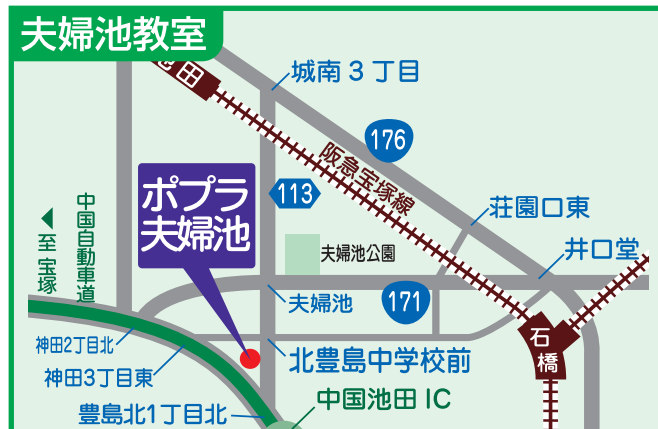 夫婦池教室
池田
城南3丁目
176
阪急宝塚線
ポプラ
夫婦池
113
中国自動車道
至 宝塚
荘園口東
夫婦池公園
井口堂
夫婦池
171
神田2丁目北
北豊島中学校前
石橋
神田3丁目東
中国池田IC
豊島北1丁目北